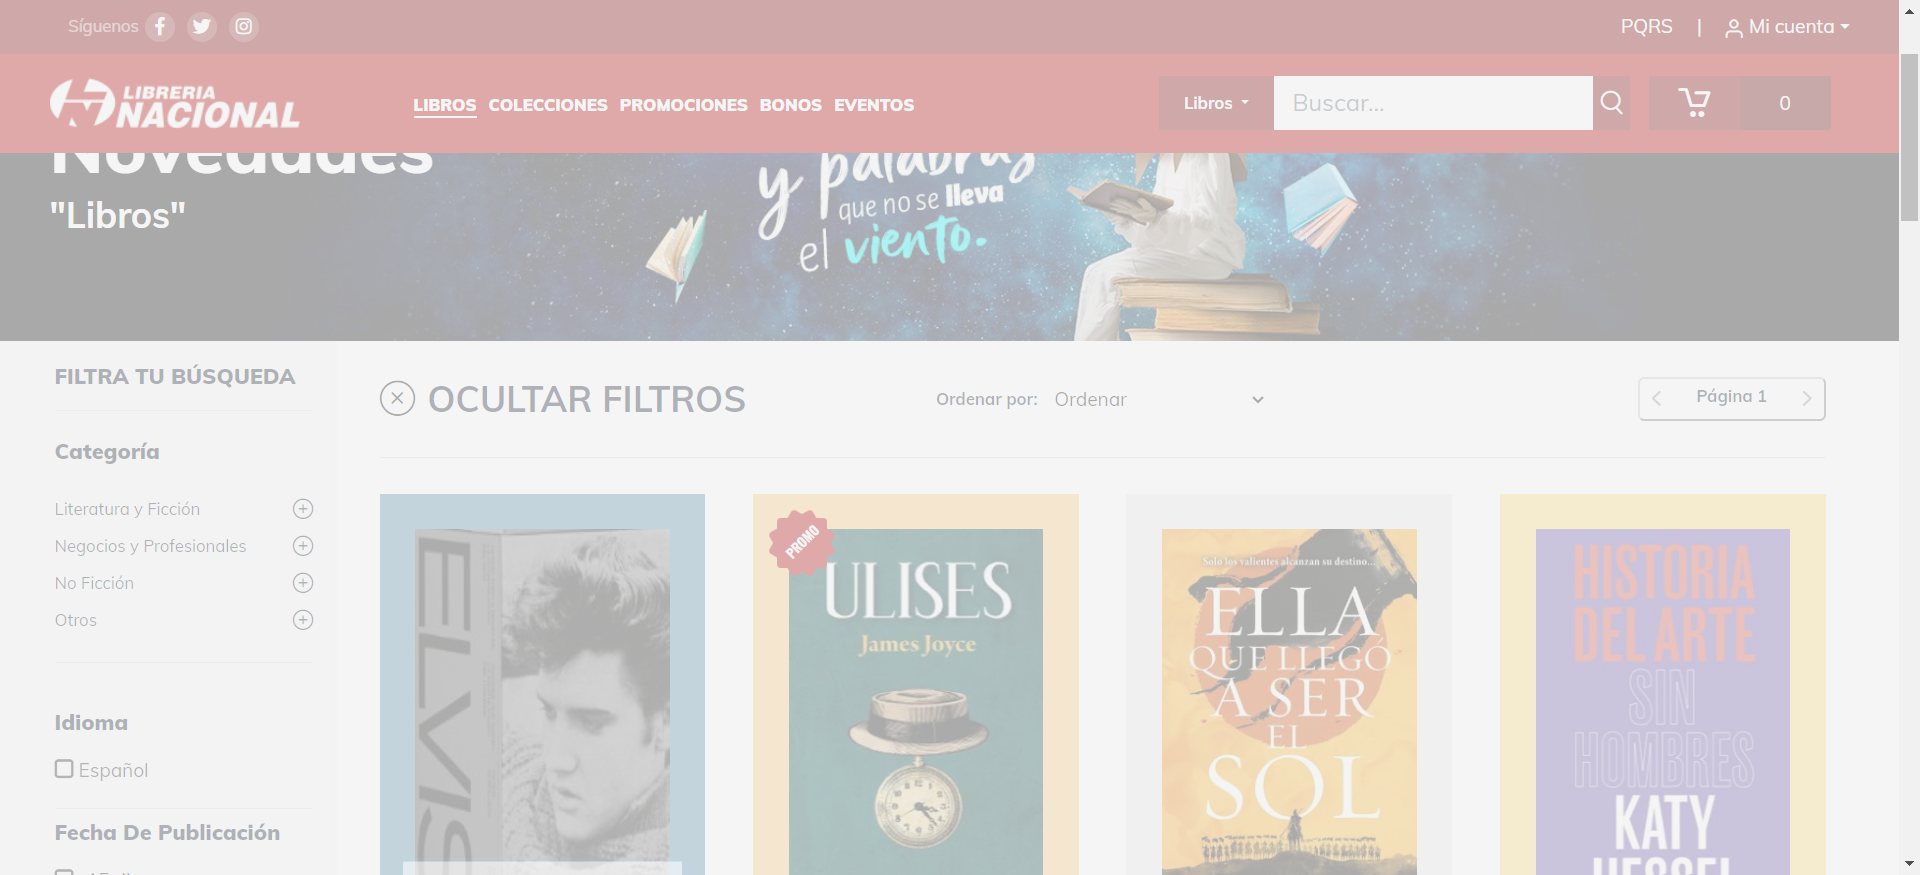 Síguenos
PQRS | Mi cuenta
LIBRERIA
NACIONAL
LIBROS COLECCIONES PROMOCIONES BONOS EVENTOS
Libros
Buscar...
0
Novedades
"Libros"
y palabras
que no se lleva
el viento.
FILTRA TU BÚSQUEDA
OCULTAR FILTROS
Ordenar por: Ordenar
Página 1
Categoría
Literatura y Ficción
Negocios y Profesionales
No Ficción
Otros
Idioma
Español
Fecha De Publicación
ELVIS
PROMO
ULISES
James Joyce
Solo los valientes alcanzan su destino...
ELLA
QUE LLEGÓ
A SER
EL
SOL
HISTORIA
DEL ARTE
SIN
HOMBRES
KATY
HESSEL